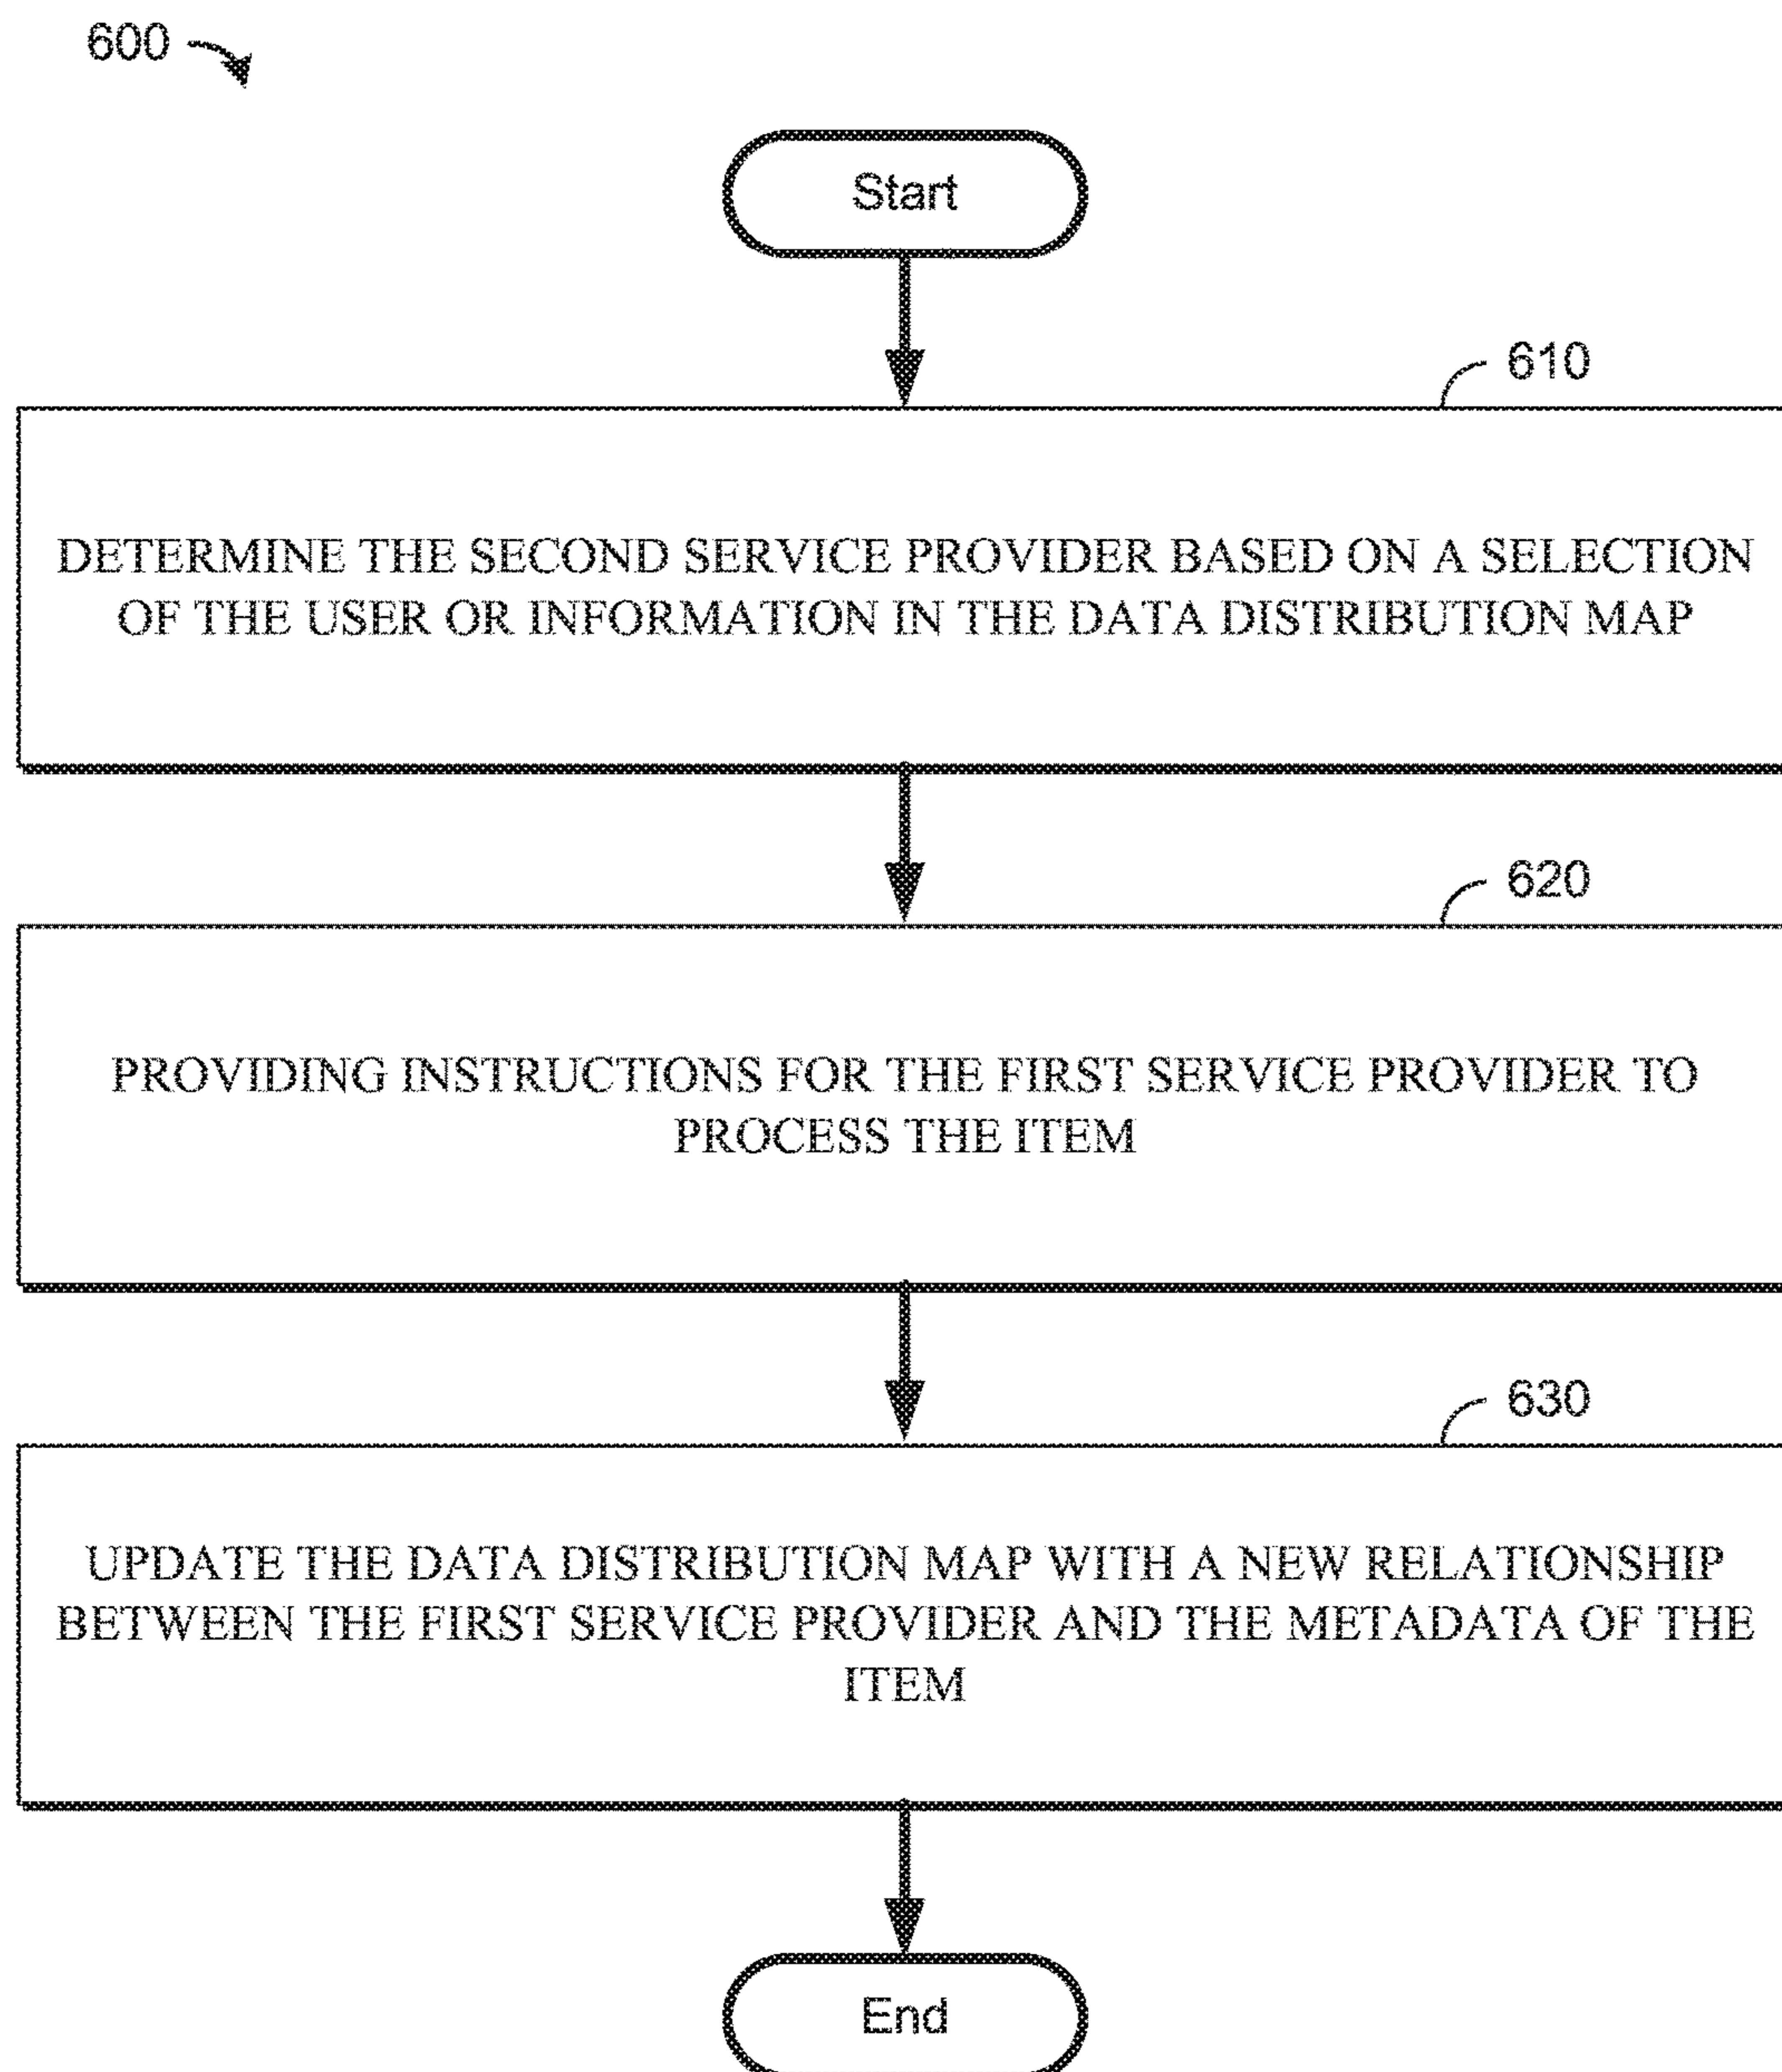 600
Start
610
DETERMINE THE SECOND SERVICE PROVIDER BASED ON A SELECTION
OF THE USER OR INFORMATION IN THE DATA DISTRIBUTION MAP
620
PROVIDING INSTRUCTIONS FOR THE FIRST SERVICE PROVIDER TO
PROCESS THE ITEM
630
UPDATE THE DATA DISTRIBUTION MAP WITH A NEW RELATIONSHIP
BETWEEN THE FIRST SERVICE PROVIDER AND THE METADATA OF THE
ITEM
End